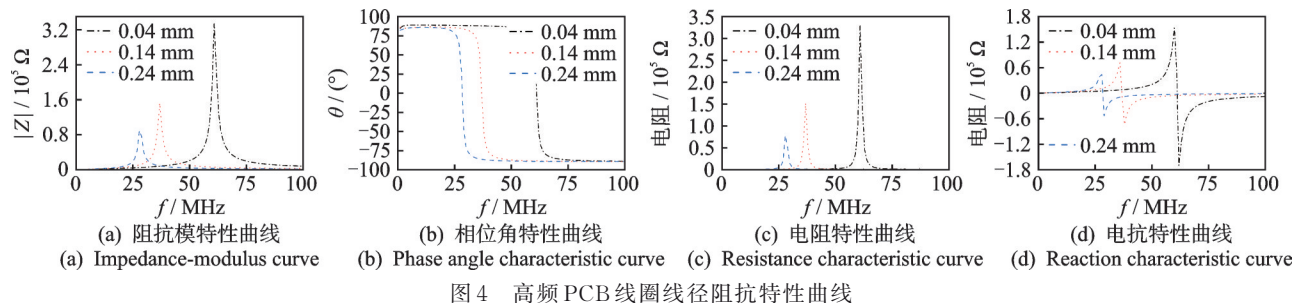 |Z| / 10⁵ Ω
3.2
2.4
1.6
0.8
0
0.04 mm
0.14 mm
0.24 mm
0 25 50 75 100
f / MHz
(a) 阻抗模特性曲线
(a) Impedance-modulus curve
θ / (°)
100
75
50
25
0
−25
−50
−75
−100
0.04 mm
0.14 mm
0.24 mm
0 25 50 75 100
f / MHz
(b) 相位角特性曲线
(b) Phase angle characteristic curve
电阻 / 10⁵ Ω
3.5
3.0
2.5
2.0
1.5
1.0
0.5
0
0.04 mm
0.14 mm
0.24 mm
0 25 50 75 100
f / MHz
(c) 电阻特性曲线
(c) Resistance characteristic curve
电阻 / 10⁵ Ω
1.8
1.2
0.6
0.0
−0.6
−1.2
−1.8
0.04 mm
0.14 mm
0.24 mm
0 25 50 75 100
f / MHz
(d) 电抗特性曲线
(d) Reaction characteristic curve
图4 高频PCB线圈线径阻抗特性曲线